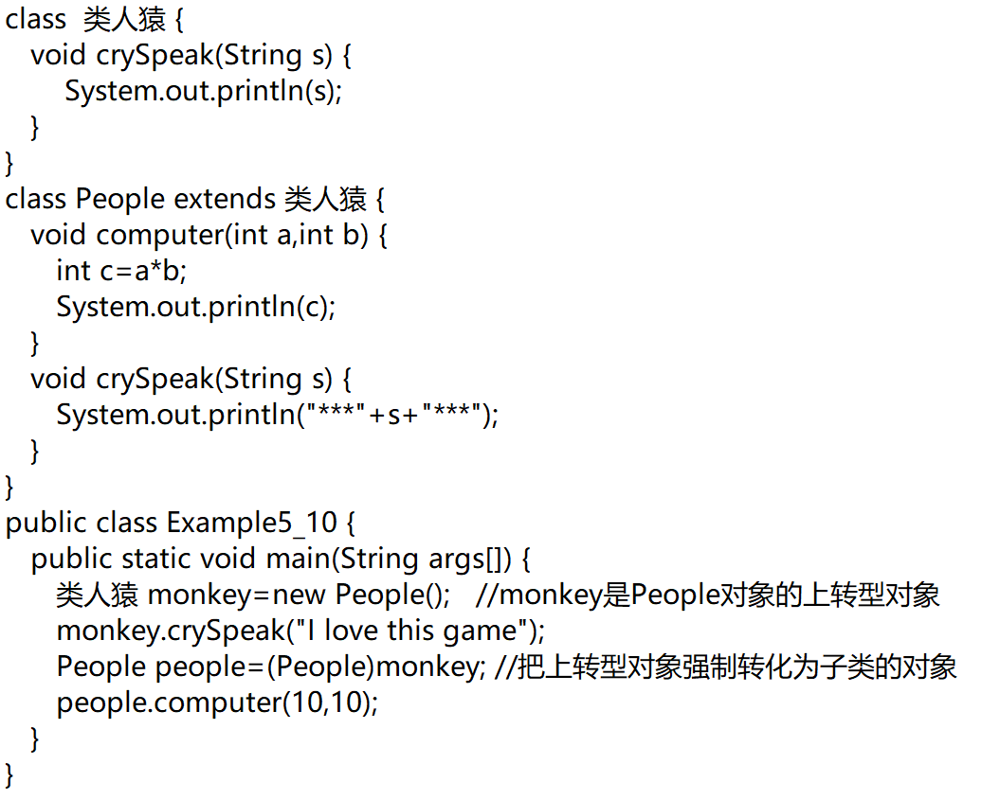 class  类人猿 {
   void crySpeak(String s) {
       System.out.println(s);
   }
}
class People extends 类人猿 {
   void computer(int a,int b) {
      int c=a*b;
      System.out.println(c);
   }
   void crySpeak(String s) {
      System.out.println("***"+s+"***");
   }
}
public class Example5_10 {
   public static void main(String args[]) {
      类人猿 monkey=new People();   //monkey是People对象的上转型对象
      monkey.crySpeak("I love this game");
      People people=(People)monkey; //把上转型对象强制转化为子类的对象
      people.computer(10,10);
   }
}